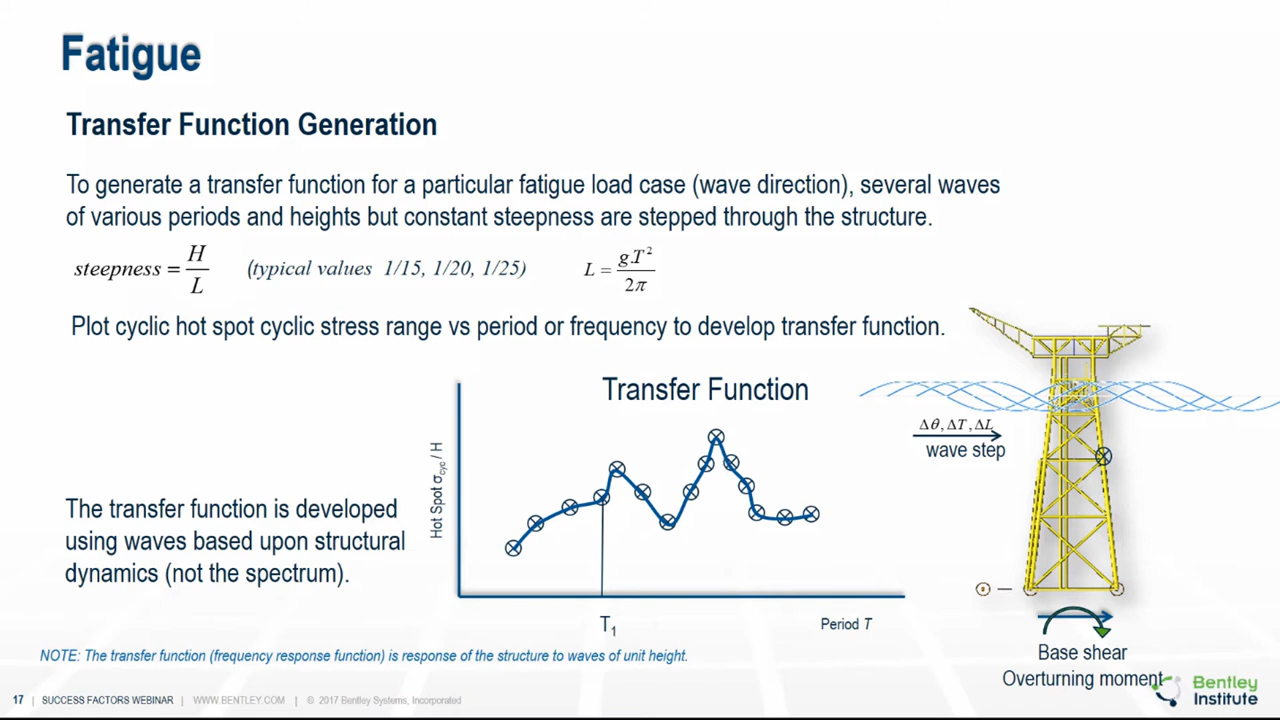 Fatigue
Transfer Function Generation
To generate a transfer function for a particular fatigue load case (wave direction), several waves
of various periods and heights but constant steepness are stepped through the structure.
steepness = H / L (typical values 1/15, 1/20, 1/25) L = g.T² / 2π
Plot cyclic hot spot cyclic stress range vs period or frequency to develop transfer function.
Transfer Function
Hot Spot σcyc / H
T1
Period T
Δθ, ΔT, ΔL
wave step
The transfer function is developed
using waves based upon structural
dynamics (not the spectrum).
Base shear
Overturning moment
NOTE: The transfer function (frequency response function) is response of the structure to waves of unit height.
17 | SUCCESS FACTORS WEBINAR | WWW.BENTLEY.COM | © 2017 Bentley Systems, Incorporated
Bentley
Institute